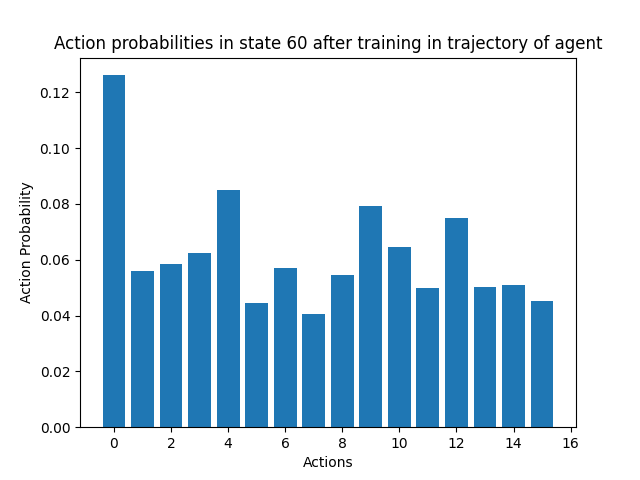 Action probabilities in state 60 after training in trajectory of agent
0.12
0.10
0.08
0.06
0.04
0.02
0.00
Action Probability
0 2 4 6 8 10 12 14 16
Actions